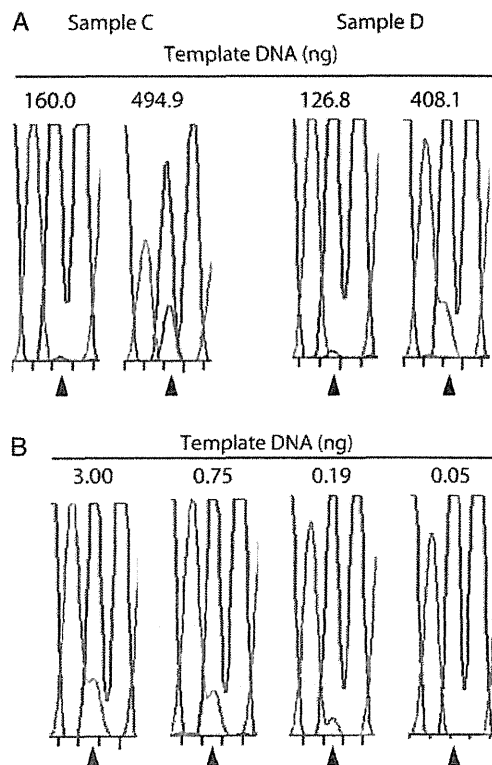 A
Sample C Sample D
Template DNA (ng)
160.0 494.9 126.8 408.1
B
Template DNA (ng)
3.00 0.75 0.19 0.05